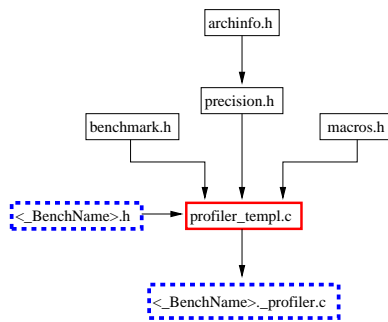 archinfo.h
precision.h
benchmark.h
macros.h
<_BenchName>.h
profiler_templ.c
<_BenchName>._profiler.c